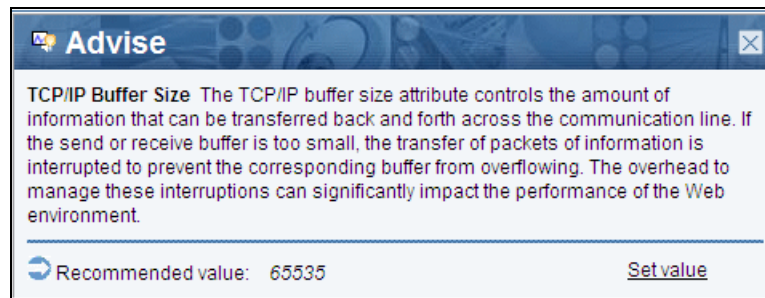 Advise
TCP/IP Buffer Size The TCP/IP buffer size attribute controls the amount of
information that can be transferred back and forth across the communication line. If
the send or receive buffer is too small, the transfer of packets of information is
interrupted to prevent the corresponding buffer from overflowing. The overhead to
manage these interruptions can significantly impact the performance of the Web
environment.
Recommended value: 65535 Set value